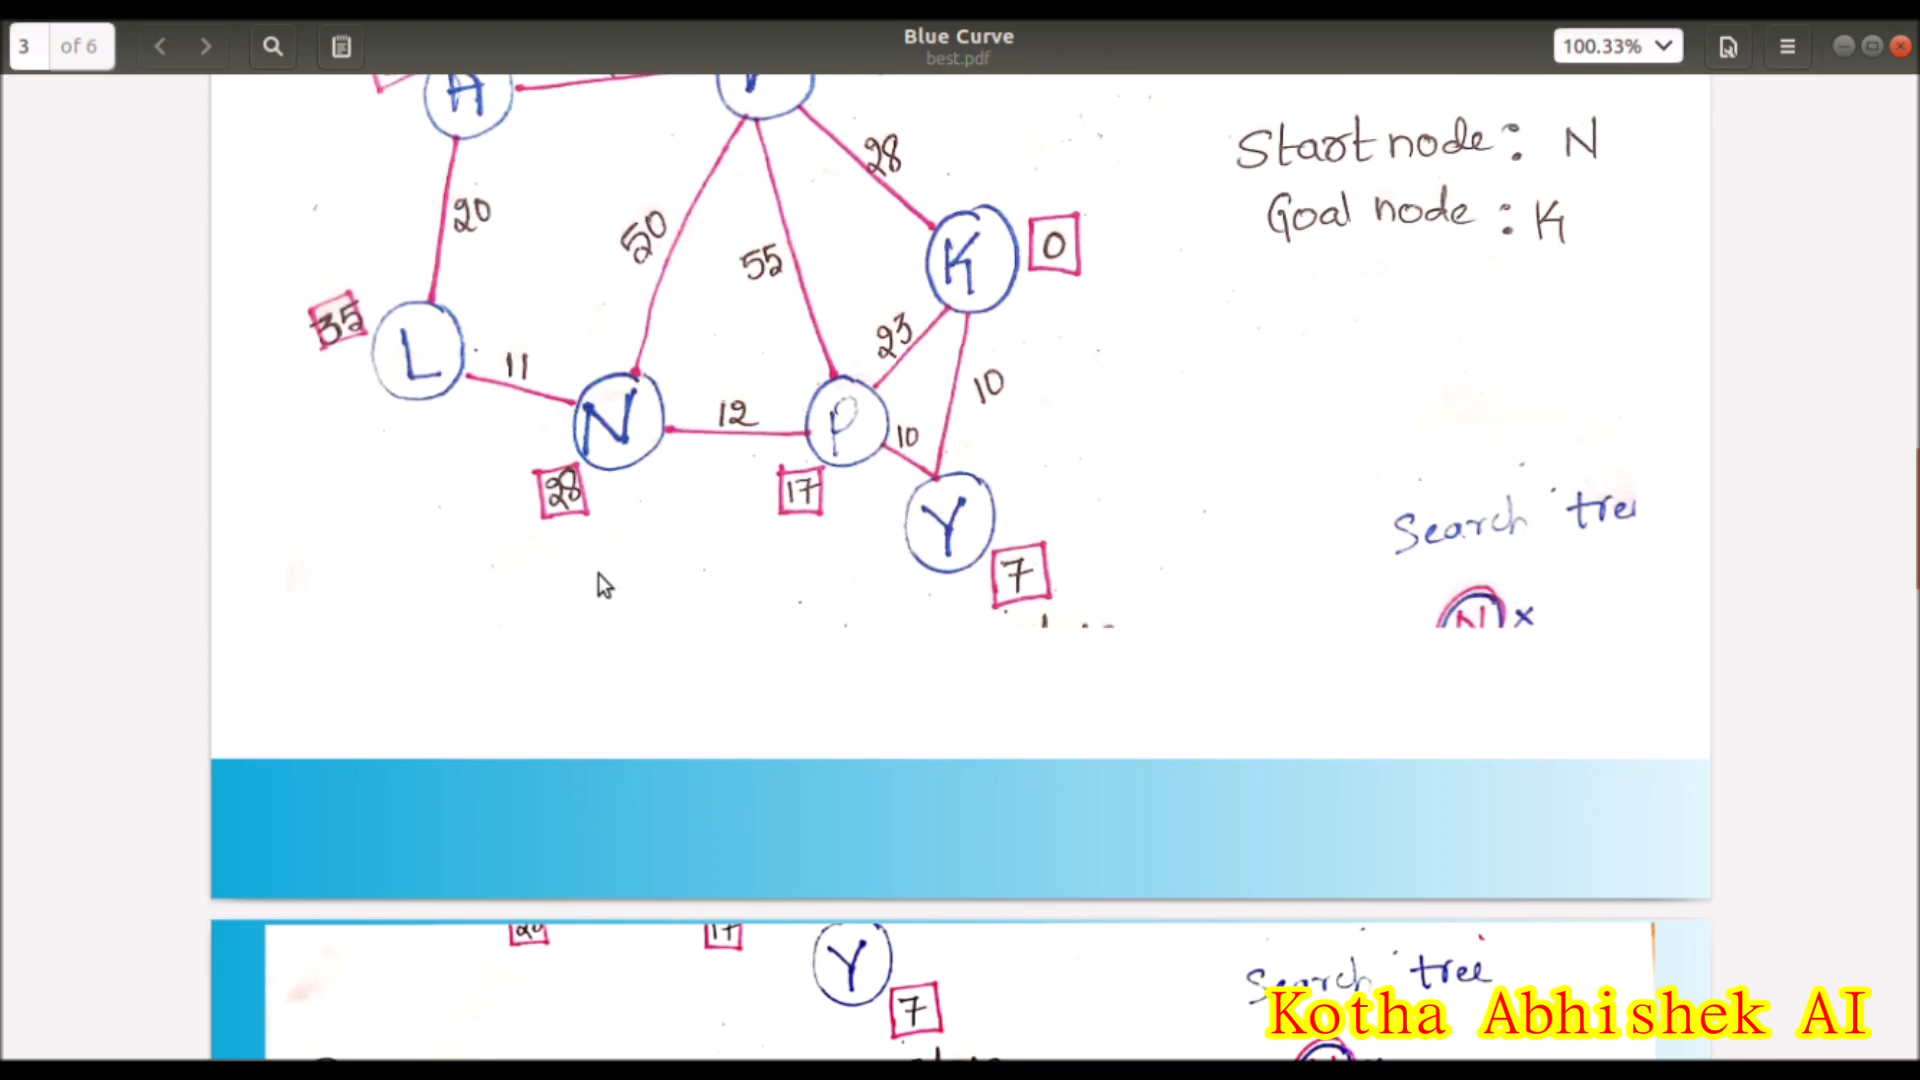 3 of 6
Blue Curve
best.pdf
100.33%
A
28
Start node : N
Goal node : K
20
50
55
K
0
35
L
11
23
10
N
12
P
10
28
17
Y
7
Search tre
N x
17
Y
7
Search tree
Kotha Abhishek AI